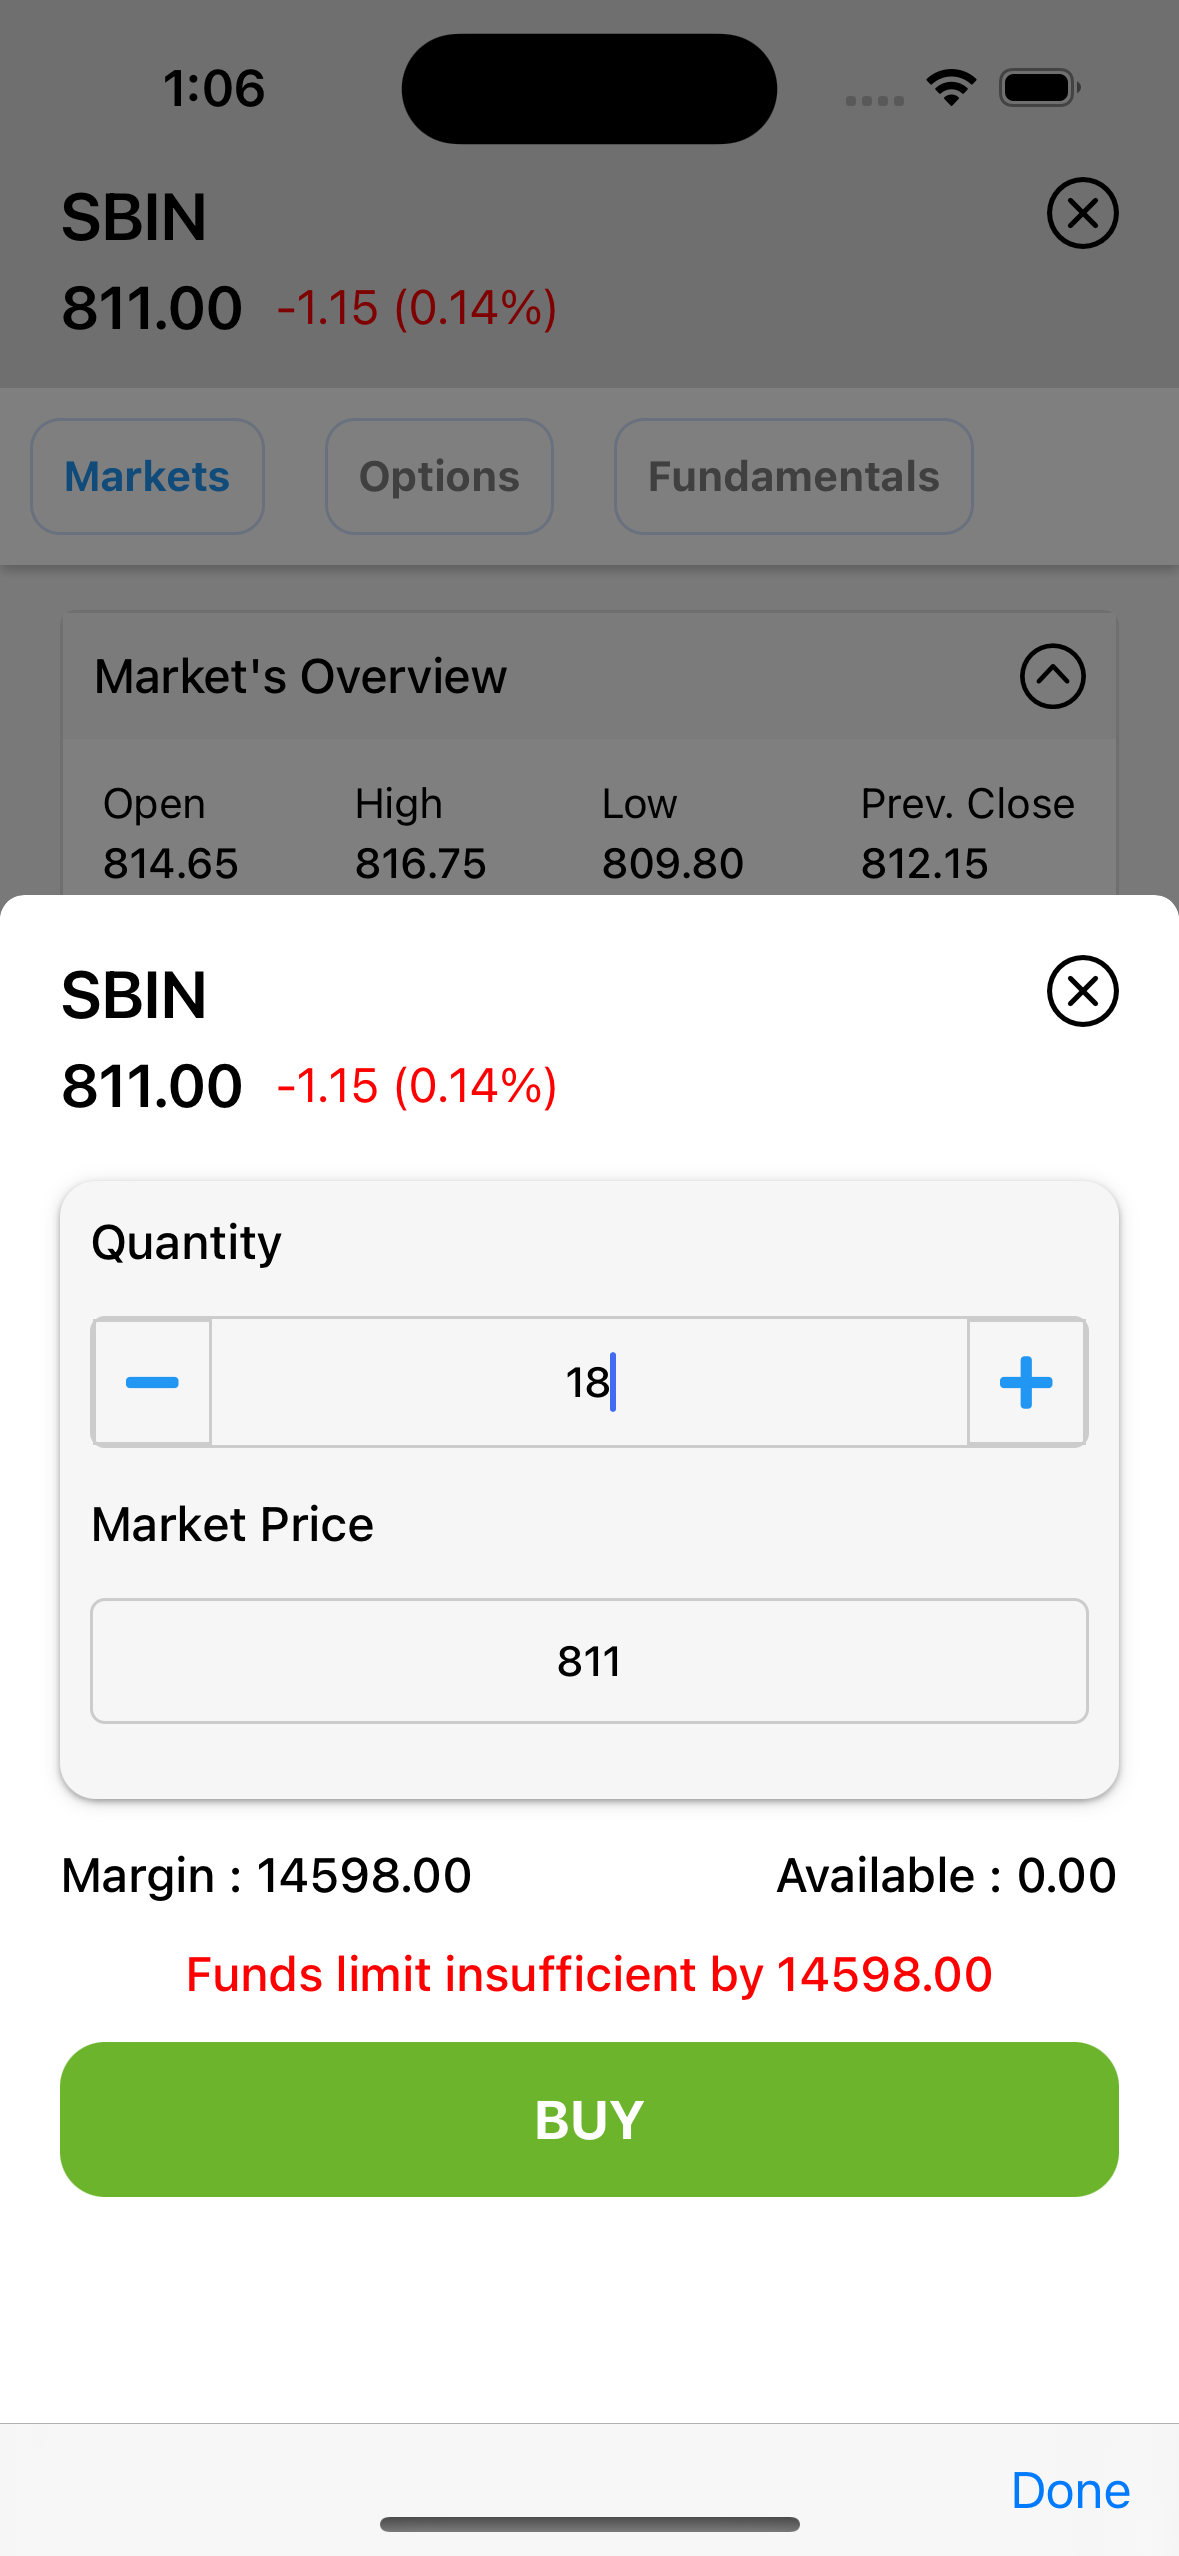 1:06
SBIN
811.00 -1.15 (0.14%)
Markets Options Fundamentals
Market's Overview
Open High Low Prev. Close
814.65 816.75 809.80 812.15
SBIN
811.00 -1.15 (0.14%)
Quantity
18
Market Price
811
Margin : 14598.00 Available : 0.00
Funds limit insufficient by 14598.00
BUY
Done